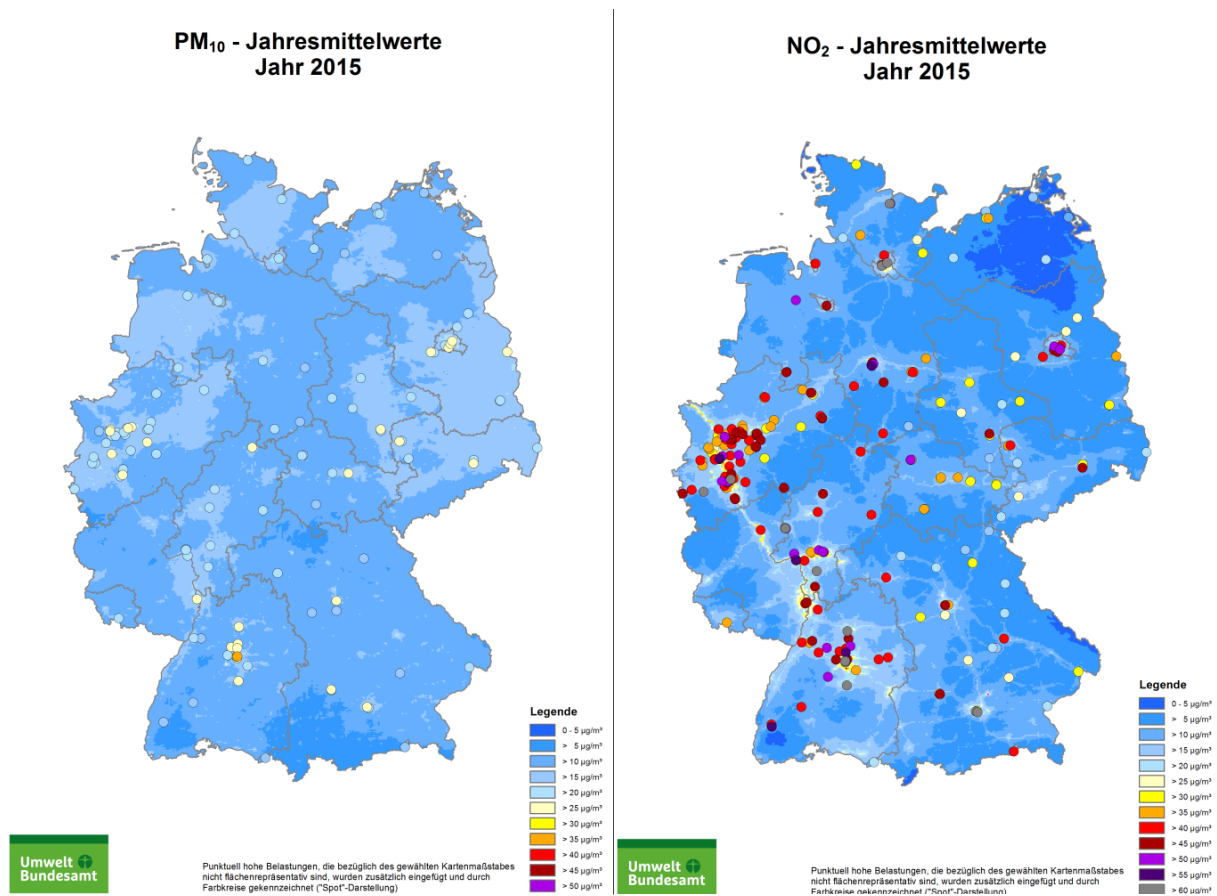 PM₁₀ - Jahresmittelwerte
Jahr 2015
Legende
0 - 5 µg/m³
> 5 µg/m³
> 10 µg/m³
> 15 µg/m³
> 20 µg/m³
> 25 µg/m³
> 30 µg/m³
> 35 µg/m³
> 40 µg/m³
> 45 µg/m³
> 50 µg/m³
Umwelt
Bundesamt
Punktuell hohe Belastungen, die bezüglich des gewählten Kartenmaßstabes
nicht flächenrepräsentativ sind, wurden zusätzlich eingefügt und durch
Farbkreise gekennzeichnet ("Spot"-Darstellung)
NO₂ - Jahresmittelwerte
Jahr 2015
Legende
0 - 5 µg/m³
> 5 µg/m³
> 10 µg/m³
> 15 µg/m³
> 20 µg/m³
> 25 µg/m³
> 30 µg/m³
> 35 µg/m³
> 40 µg/m³
> 45 µg/m³
> 50 µg/m³
> 55 µg/m³
> 60 µg/m³
Umwelt
Bundesamt
Punktuell hohe Belastungen, die bezüglich des gewählten Kartenmaßstabes
nicht flächenrepräsentativ sind, wurden zusätzlich eingefügt und durch
Farbkreise gekennzeichnet ("Spot"-Darstellung)